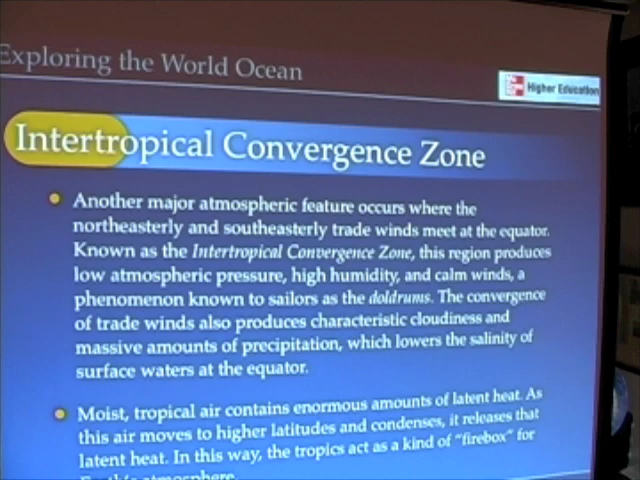 Exploring the World Ocean
Higher Education
Intertropical Convergence Zone
Another major atmospheric feature occurs where the
northeasterly and southeasterly trade winds meet at the equator.
Known as the Intertropical Convergence Zone, this region produces
low atmospheric pressure, high humidity, and calm winds, a
phenomenon known to sailors as the doldrums. The convergence
of trade winds also produces characteristic cloudiness and
massive amounts of precipitation, which lowers the salinity of
surface waters at the equator.
Moist, tropical air contains enormous amounts of latent heat. As
this air moves to higher latitudes and condenses, it releases that
latent heat. In this way, the tropics act as a kind of "firebox" for
Earth's atmosphere.